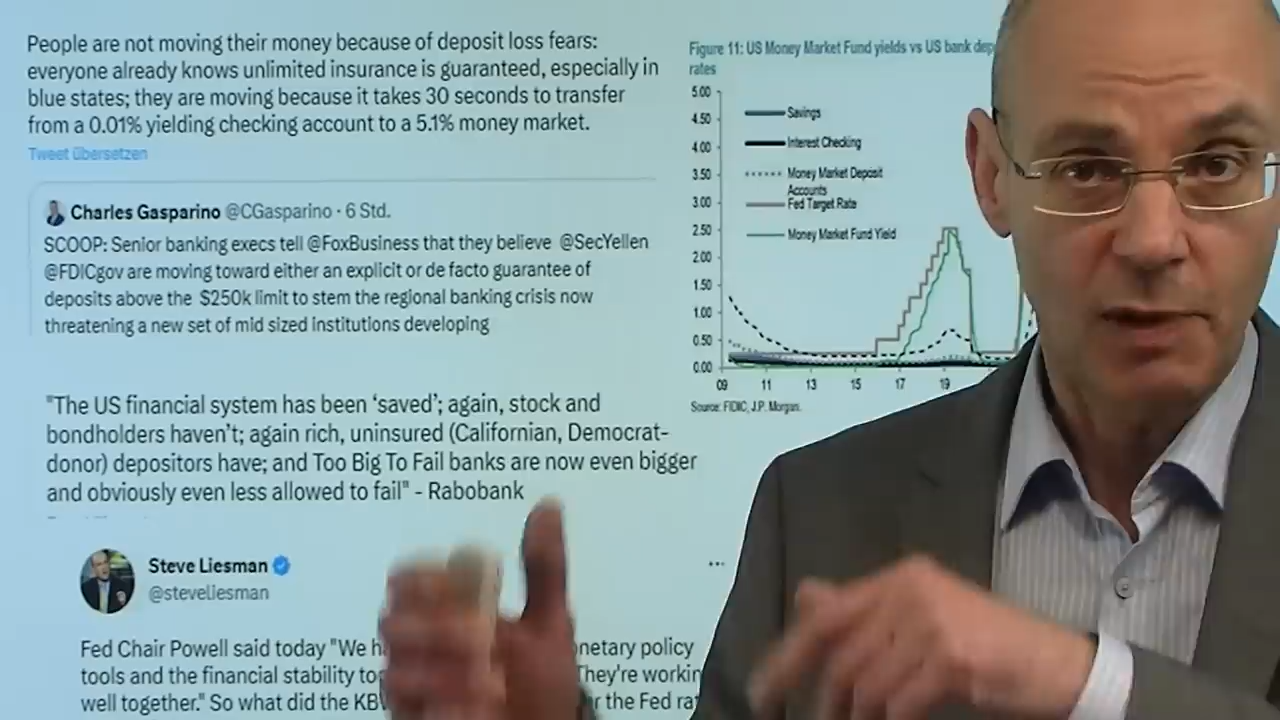 People are not moving their money because of deposit loss fears:
everyone already knows unlimited insurance is guaranteed, especially in
blue states; they are moving because it takes 30 seconds to transfer
from a 0.01% yielding checking account to a 5.1% money market.
Tweet übersetzen
Charles Gasparino @CGasparino · 6 Std.
SCOOP: Senior banking execs tell @FoxBusiness that they believe @SecYellen
@FDICgov are moving toward either an explicit or de facto guarantee of
deposits above the $250k limit to stem the regional banking crisis now
threatening a new set of mid sized institutions developing
"The US financial system has been ‘saved’; again, stock and
bondholders haven’t; again rich, uninsured (Californian, Democrat-
donor) depositors have; and Too Big To Fail banks are now even bigger
and obviously even less allowed to fail" - Rabobank
Steve Liesman
@steveliesman
...
Fed Chair Powell said today "We
tools and the financial stability
well together." So what did the
policy
They're
the Fed
Figure 11: US Money Market Fund yields vs US bank
rates
5.00
4.50
4.00
3.50
3.00
2.50
2.00
1.50
1.00
0.50
0.00
Savings
Interest Checking
Money Market Deposit
Accounts
Fed Target Rate
Money Market Fund Yield
09 11 13 15 17 19
Source: FIDIC, J.P. Morgan.